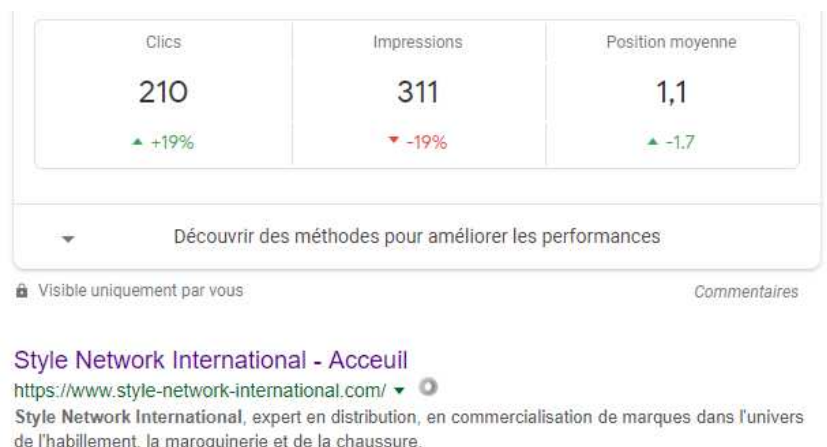 Clics Impressions Position moyenne
210 311 1,1
+19% -19% -1.7
Découvrir des méthodes pour améliorer les performances
Visible uniquement par vous Commentaires
Style Network International - Acceuil
https://www.style-network-international.com/
Style Network International, expert en distribution, en commercialisation de marques dans l'univers
de l'habillement, la maroquinerie et de la chaussure.